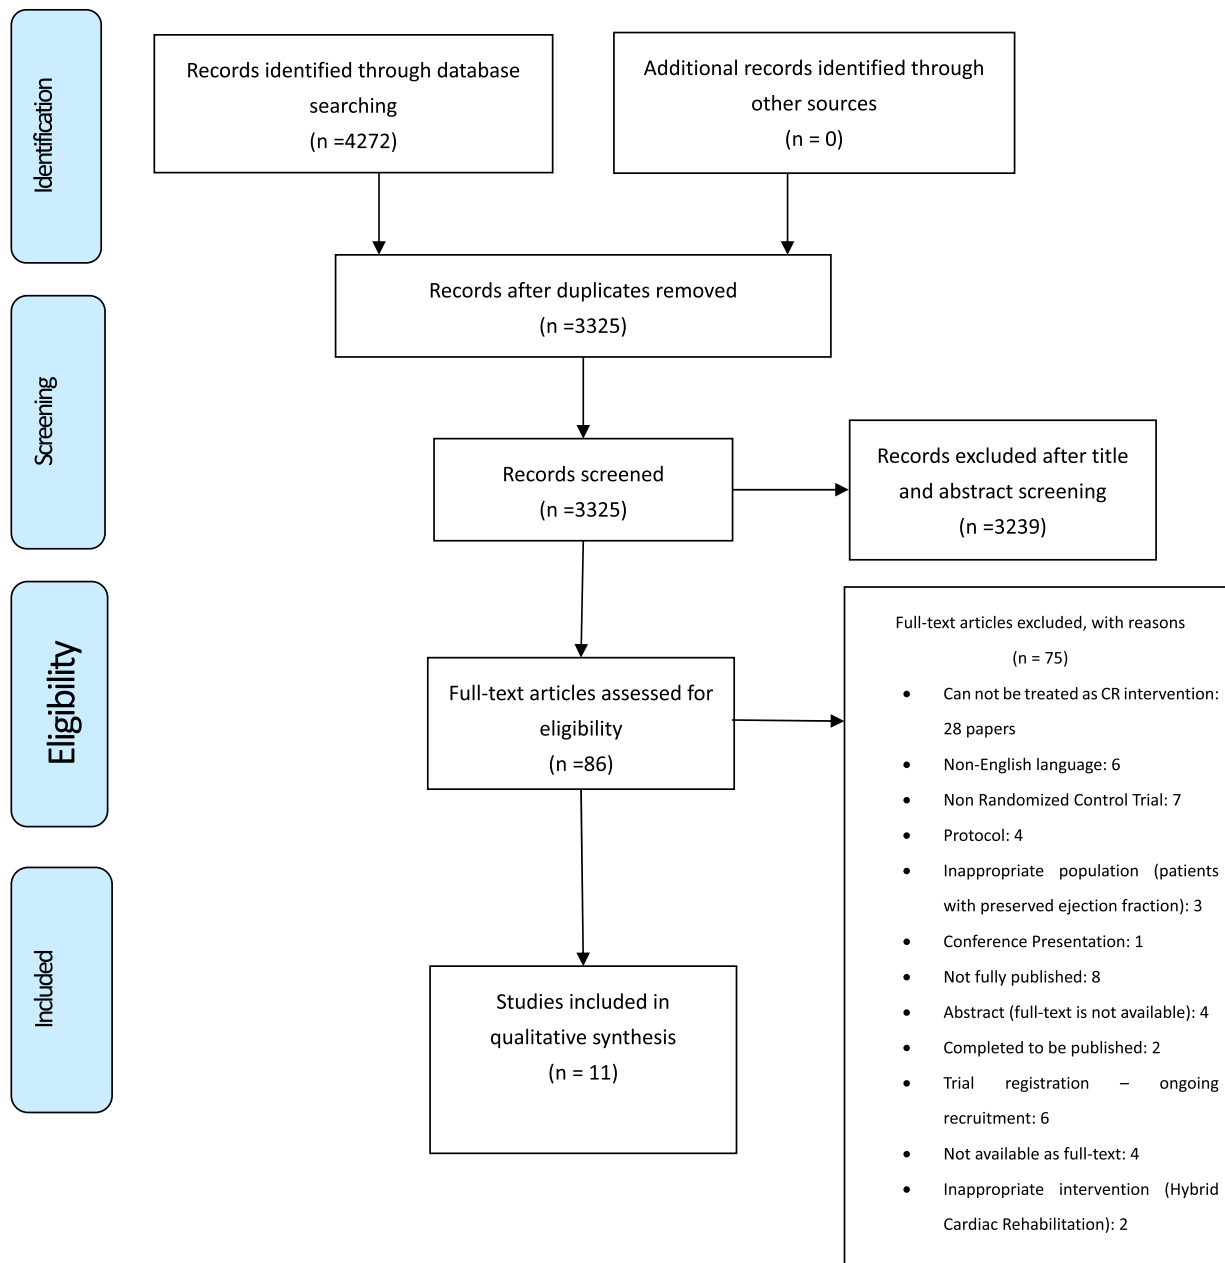 Identification
Records identified through database
searching
(n =4272)
Additional records identified through
other sources
(n = 0)
Records after duplicates removed
(n =3325)
Screening
Records screened
(n =3325)
Records excluded after title
and abstract screening
(n =3239)
Eligibility
Full-text articles assessed for
eligibility
(n =86)
Full-text articles excluded, with reasons
(n = 75)
• Can not be treated as CR intervention:
28 papers
• Non-English language: 6
• Non Randomized Control Trial: 7
• Protocol: 4
• Inappropriate population (patients
with preserved ejection fraction): 3
• Conference Presentation: 1
• Not fully published: 8
• Abstract (full-text is not available): 4
• Completed to be published: 2
• Trial registration – ongoing
recruitment: 6
• Not available as full-text: 4
• Inappropriate intervention (Hybrid
Cardiac Rehabilitation): 2
Included
Studies included in
qualitative synthesis
(n = 11)